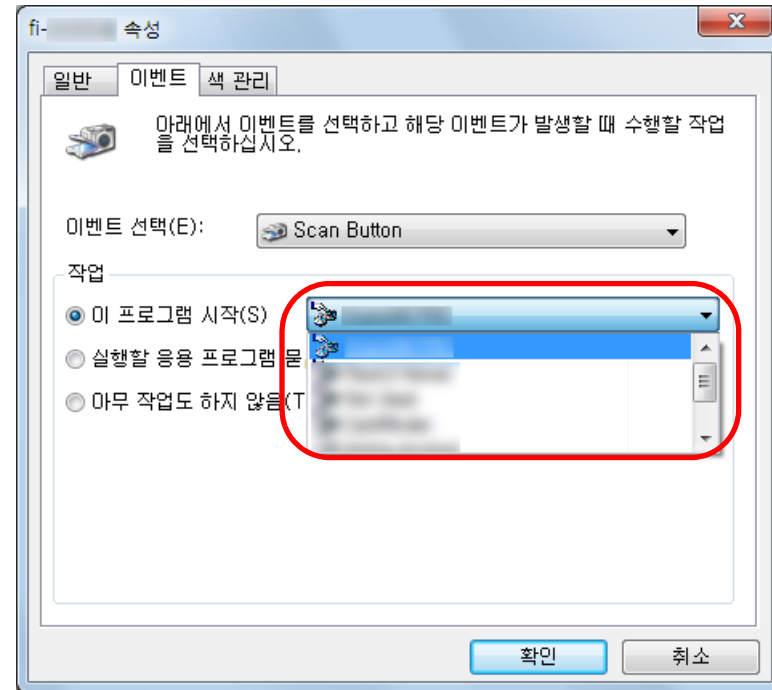 fi- 속성
일반 이벤트 색 관리
아래에서 이벤트를 선택하고 해당 이벤트가 발생할 때 수행할 작업
을 선택하십시오.
이벤트 선택(E): Scan Button
작업
이 프로그램 시작(S)
실행할 응용 프로그램 묻
아무 작업도 하지 않음(T
확인 취소